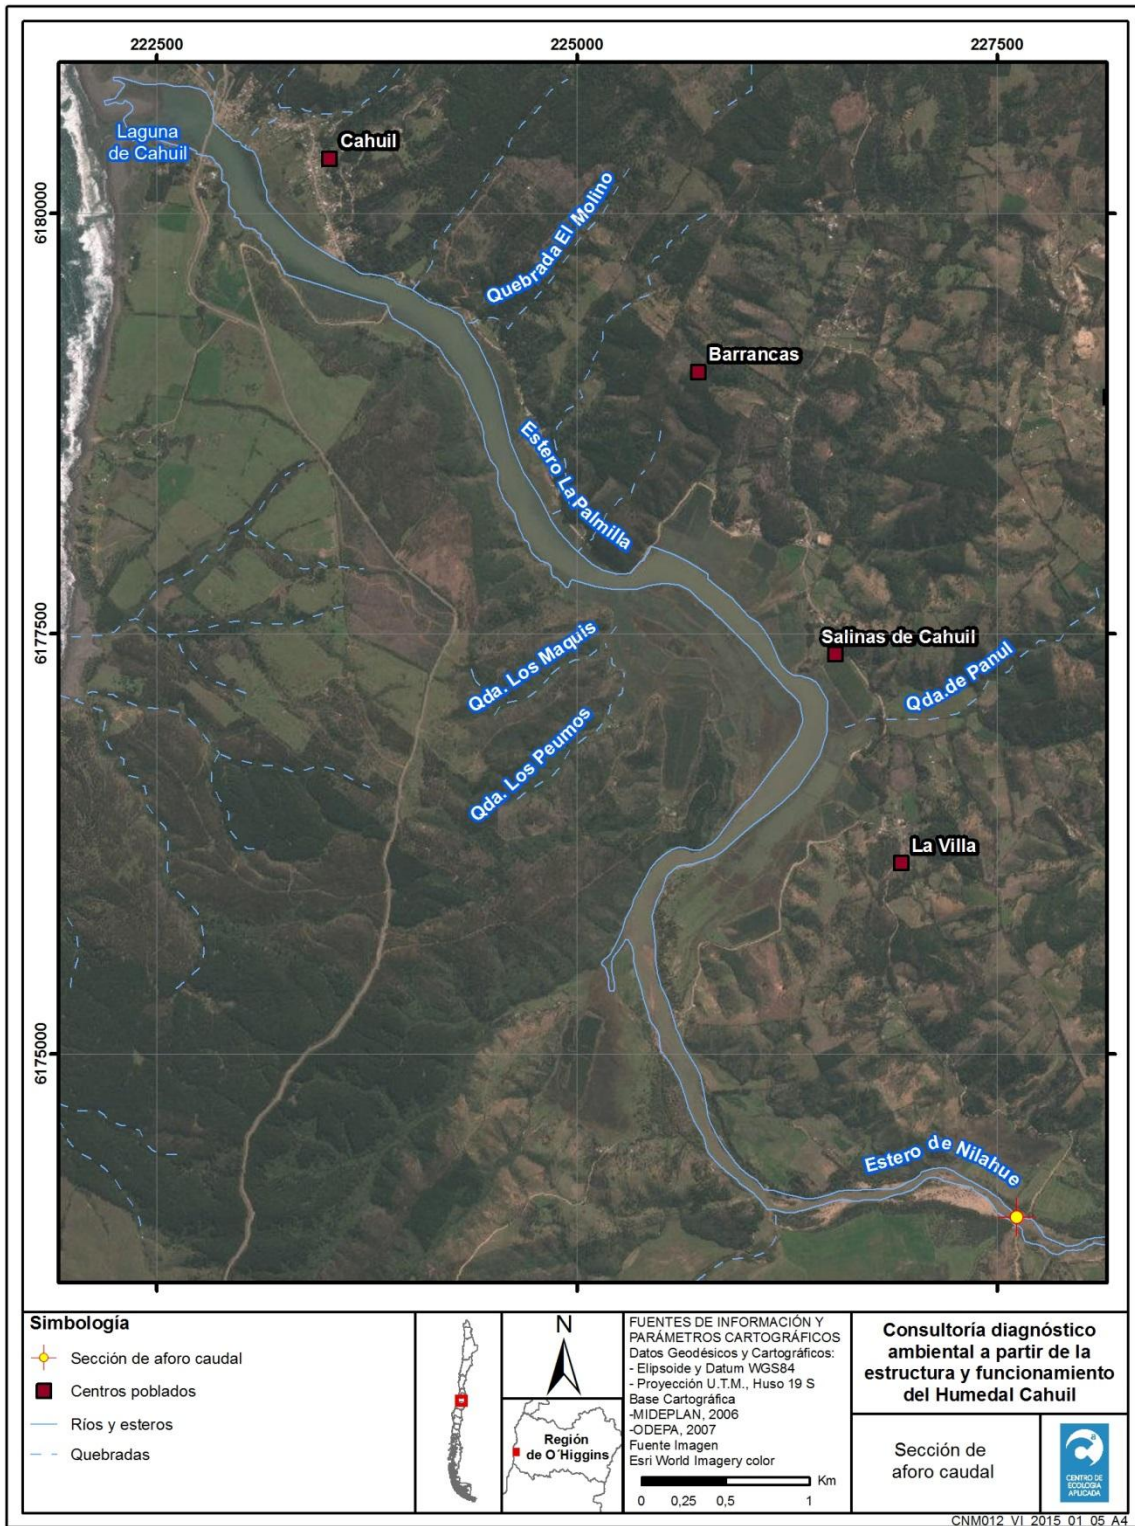 222500
225000
227500
6180000
6177500
6175000
Laguna
de Cahuil
Cahuil
Quebrada El Molino
Barrancas
Estero La Palmilla
Salinas de Cahuil
Qda. Los Maquis
Qda.de Panul
Qda. Los Peumos
La Villa
Estero de Nilahue
Simbología
Sección de aforo caudal
Centros poblados
Ríos y esteros
Quebradas
Región
de O´Higgins
N
FUENTES DE INFORMACIÓN Y
PARÁMETROS CARTOGRÁFICOS
Datos Geodésicos y Cartográficos:
- Elipsoide y Datum WGS84
- Proyección U.T.M., Huso 19 S
Base Cartográfica
-MIDEPLAN, 2006
-ODEPA, 2007
Fuente Imagen
Esri World Imagery color
Km
0 0,25 0,5 1
Consultoría diagnóstico
ambiental a partir de la
estructura y funcionamiento
del Humedal Cahuil
Sección de
aforo caudal
CENTRO DE
ECOLOGIA
APLICADA
CNM012_VI_2015_01_05_A4